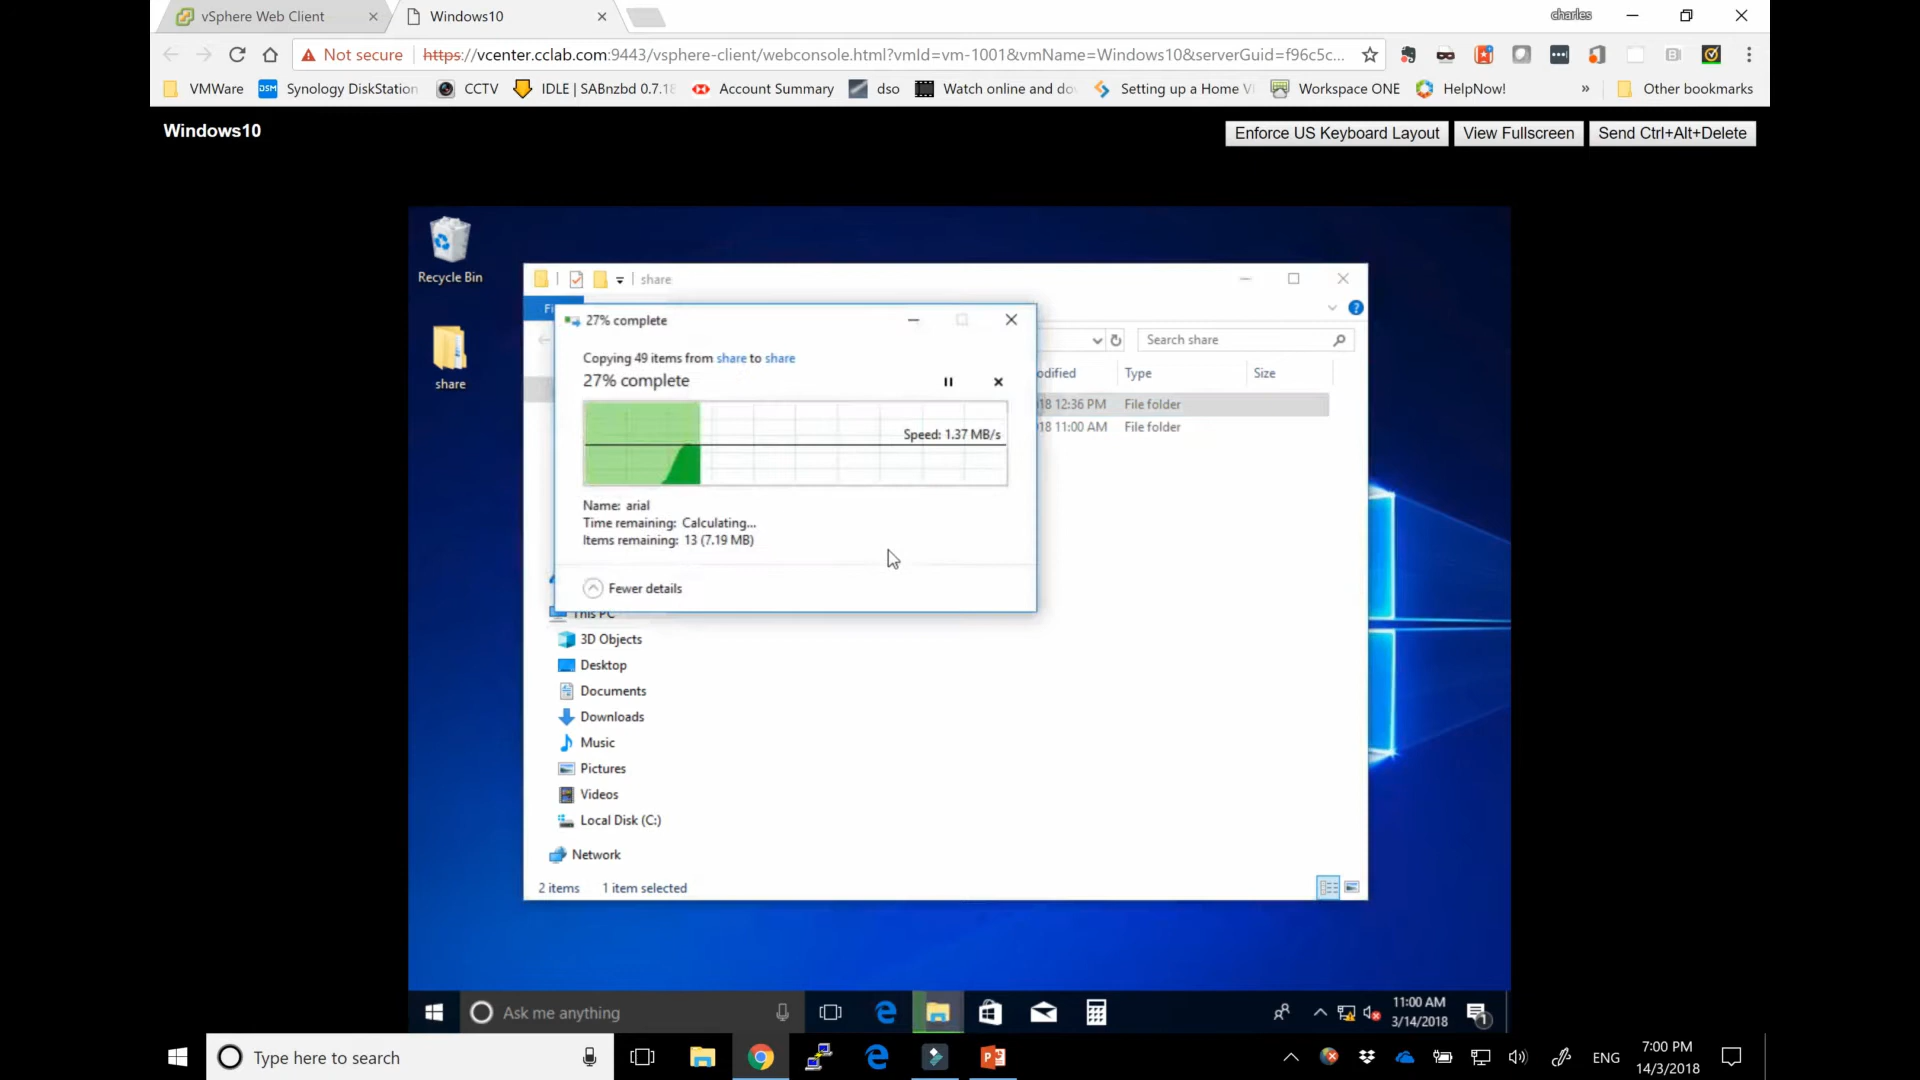 vSphere Web Client
Windows10
charles
Not secure
https://vcenter.cclab.com:9443/vsphere-client/webconsole.html?vmId=vm-1001&vmName=Windows10&serverGuid=f96c5c...
VMWare
DSM
Synology DiskStation
CCTV
IDLE | SABnzbd 0.7.18
Account Summary
dso
Watch online and do
Setting up a Home V
Workspace ONE
HelpNow!
»
Other bookmarks
Windows10
Enforce US Keyboard Layout
View Fullscreen
Send Ctrl+Alt+Delete
Recycle Bin
share
share
Fi
27% complete
Search share
Copying 49 items from share to share
27% complete
odified
Type
Size
18 12:36 PM
File folder
18 11:00 AM
File folder
Speed: 1.37 MB/s
Name: arial
Time remaining: Calculating...
Items remaining: 13 (7.19 MB)
Fewer details
This PC
3D Objects
Desktop
Documents
Downloads
Music
Pictures
Videos
Local Disk (C:)
Network
2 items
1 item selected
Ask me anything
11:00 AM
3/14/2018
1
Type here to search
ENG
7:00 PM
14/3/2018